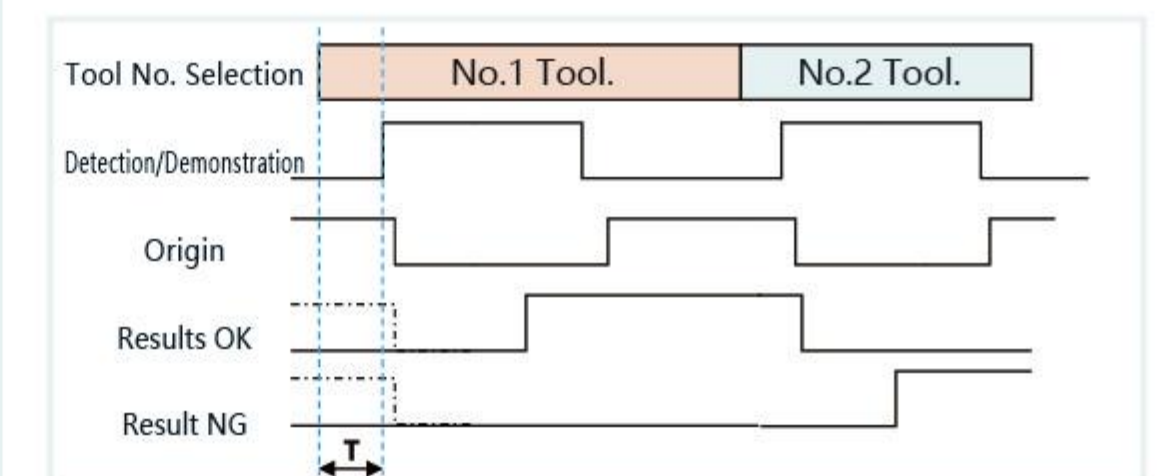 Tool No. Selection
No.1 Tool.
No.2 Tool.
Detection/Demonstration
Origin
Results OK
Result NG
T